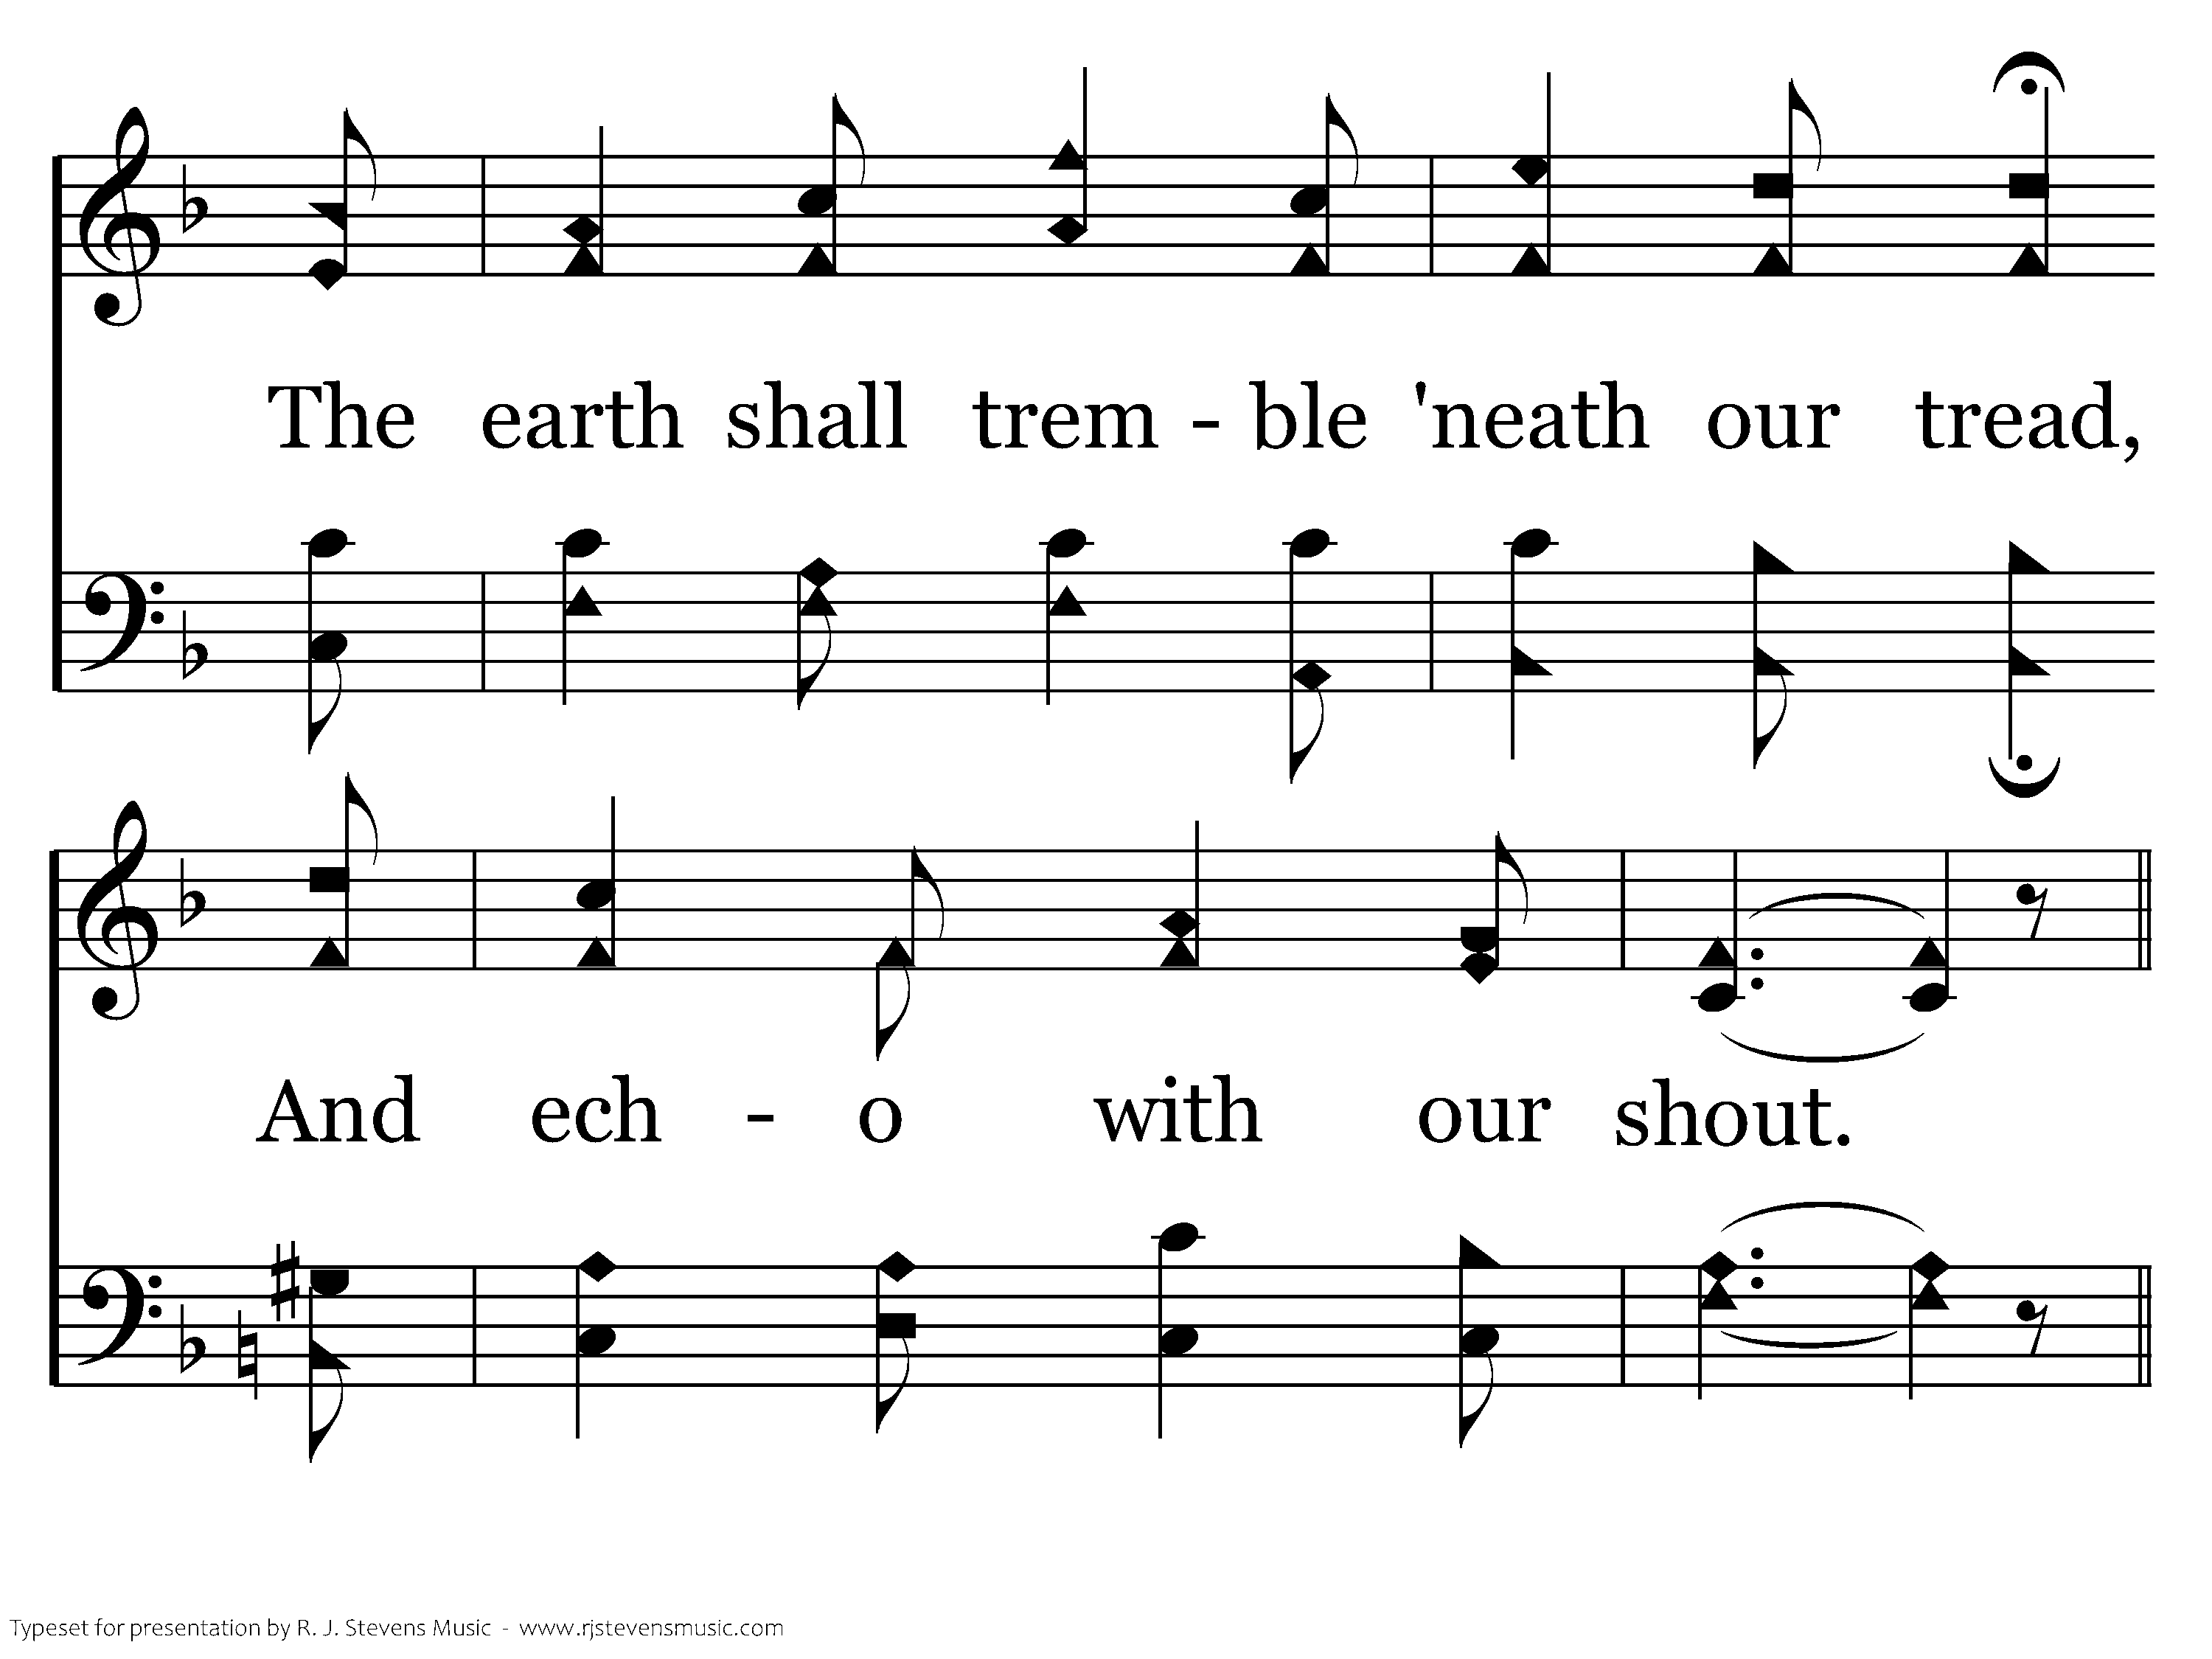 The earth shall trem - ble 'neath our tread,
And ech - o with our shout.
Typeset for presentation by R. J. Stevens Music - www.rjstevensmusic.com